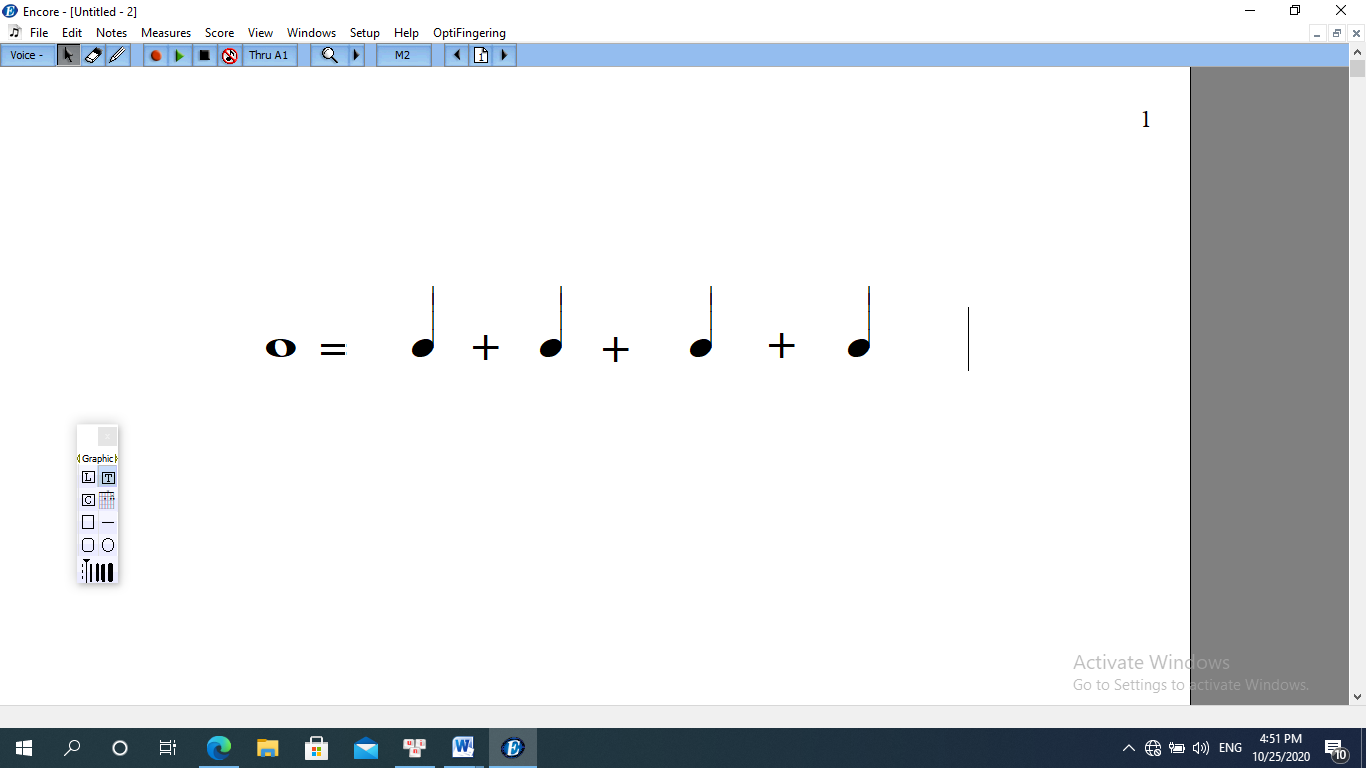 Encore - [Untitled - 2]
File Edit Notes Measures Score View Windows Setup Help OptiFingering
Voice - Thru A1 M2 1
1
= + + +
Graphic
L T
C
Activate Windows
Go to Settings to activate Windows.
ENG 4:51 PM
10/25/2020 10